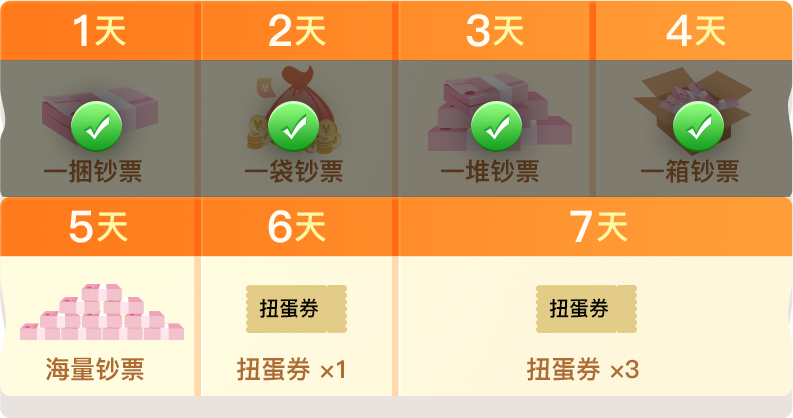 1天 2天 3天 4天
一捆钞票 一袋钞票 一堆钞票 一箱钞票
5天 6天 7天
扭蛋券 扭蛋券
海量钞票 扭蛋券 ×1 扭蛋券 ×3